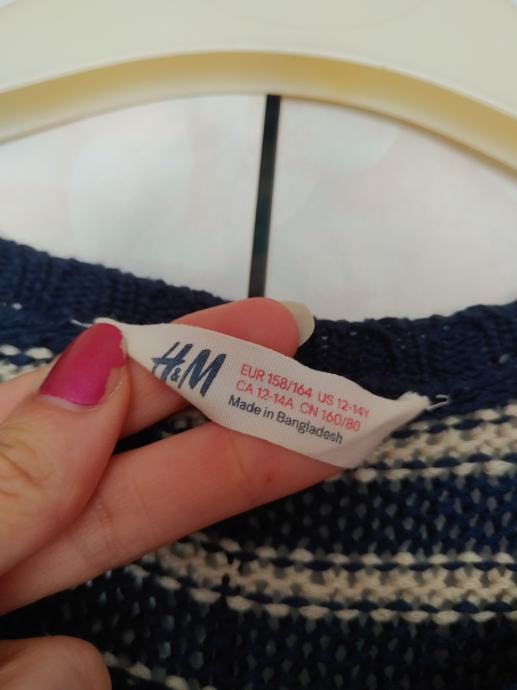 H&M
EUR 158/164 US 12-14Y
CA 12-14A CN 160/80
Made in Bangladesh